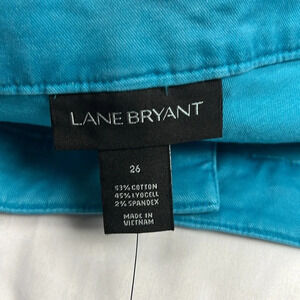 LANE BRYANT
26
53% COTTON
45% LYOCELL
2% SPANDEX
MADE IN
VIETNAM